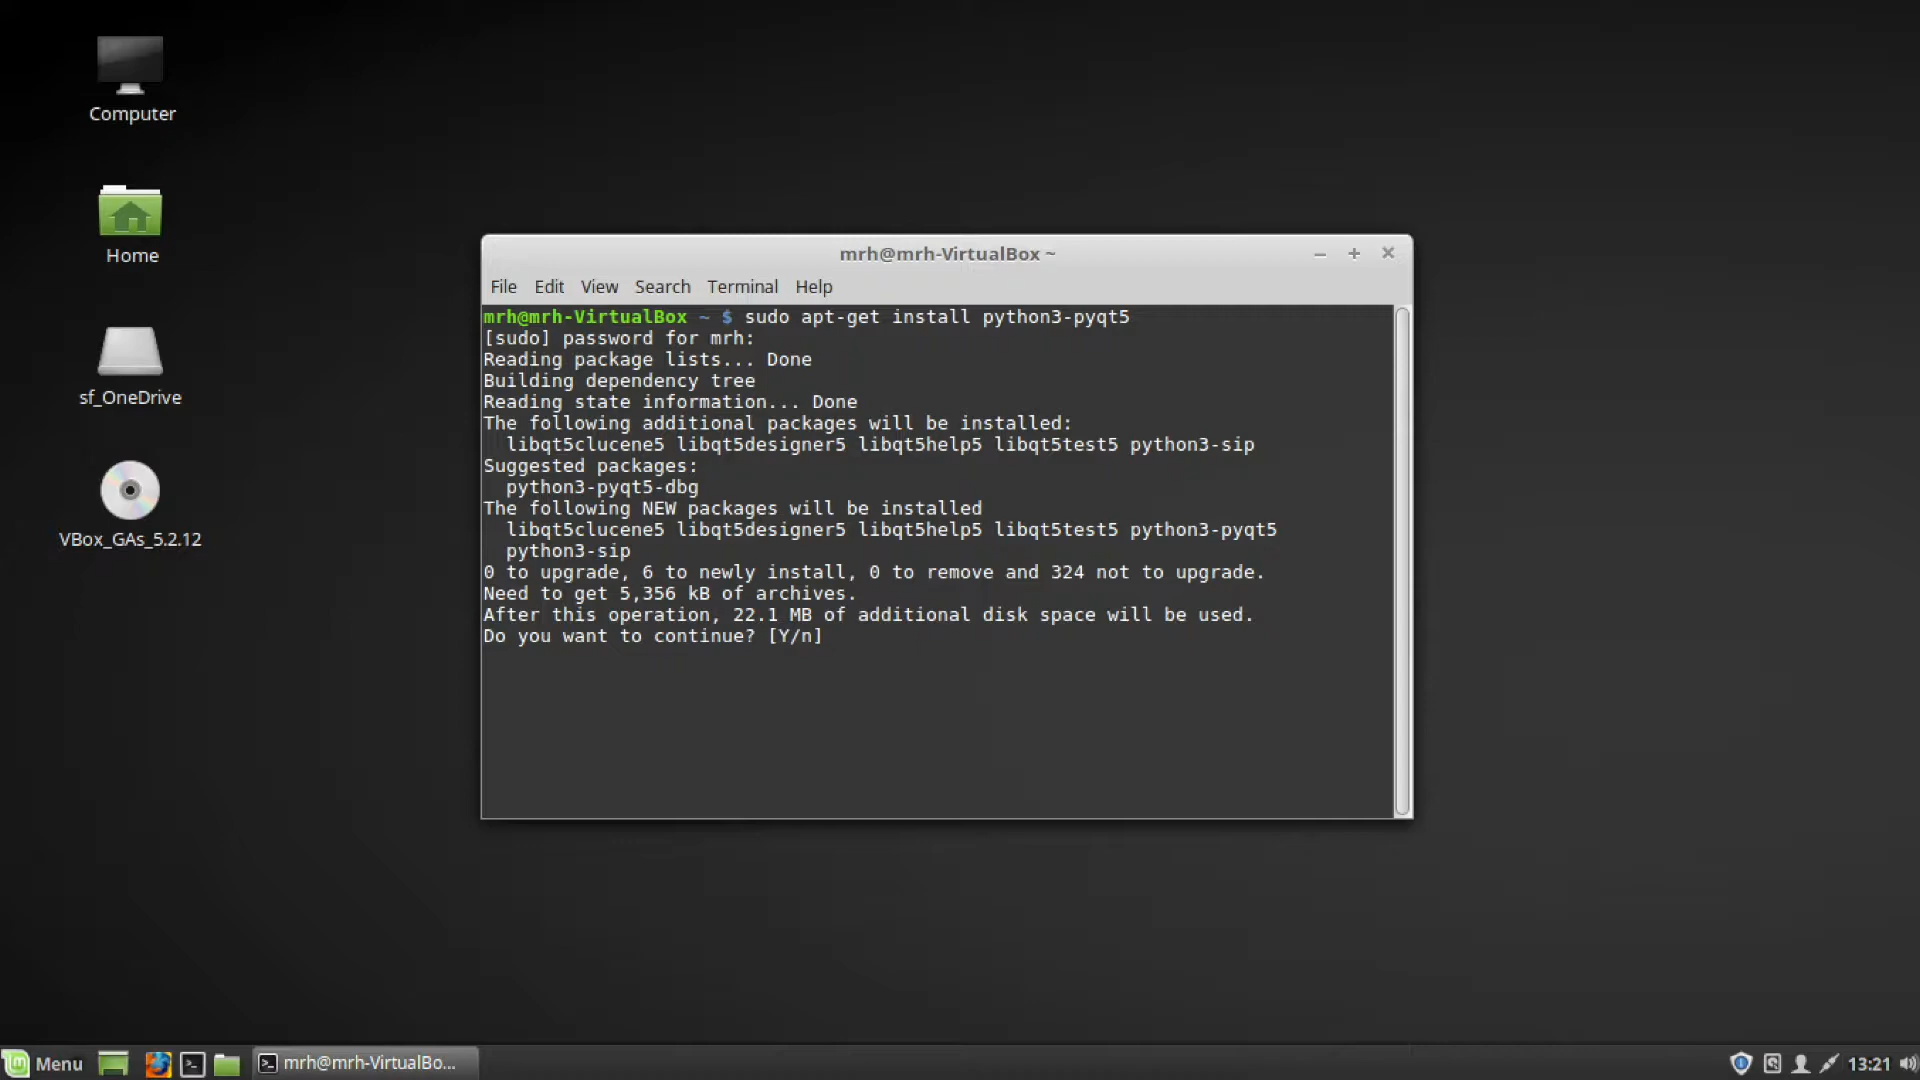 Computer
Home
sf_OneDrive
VBox_GAs_5.2.12
mrh@mrh-VirtualBox ~
File Edit View Search Terminal Help
mrh@mrh-VirtualBox ~ $ sudo apt-get install python3-pyqt5
[sudo] password for mrh:
Reading package lists... Done
Building dependency tree
Reading state information... Done
The following additional packages will be installed:
  libqt5clucene5 libqt5designer5 libqt5help5 libqt5test5 python3-sip
Suggested packages:
  python3-pyqt5-dbg
The following NEW packages will be installed
  libqt5clucene5 libqt5designer5 libqt5help5 libqt5test5 python3-pyqt5
  python3-sip
0 to upgrade, 6 to newly install, 0 to remove and 324 not to upgrade.
Need to get 5,356 kB of archives.
After this operation, 22.1 MB of additional disk space will be used.
Do you want to continue? [Y/n]
Menu mrh@mrh-VirtualBo... 13:21